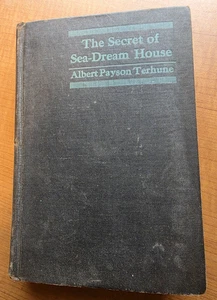 The Secret of
Sea-Dream House
Albert Payson Terhune